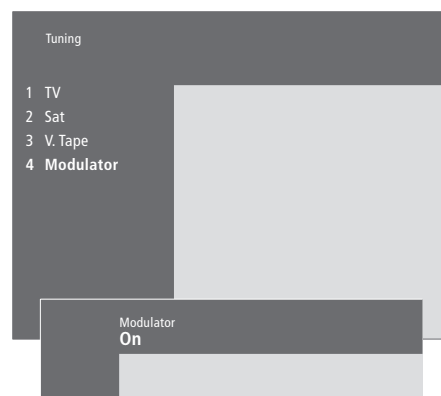 Tuning
1 TV
2 Sat
3 V. Tape
4 Modulator
Modulator
On